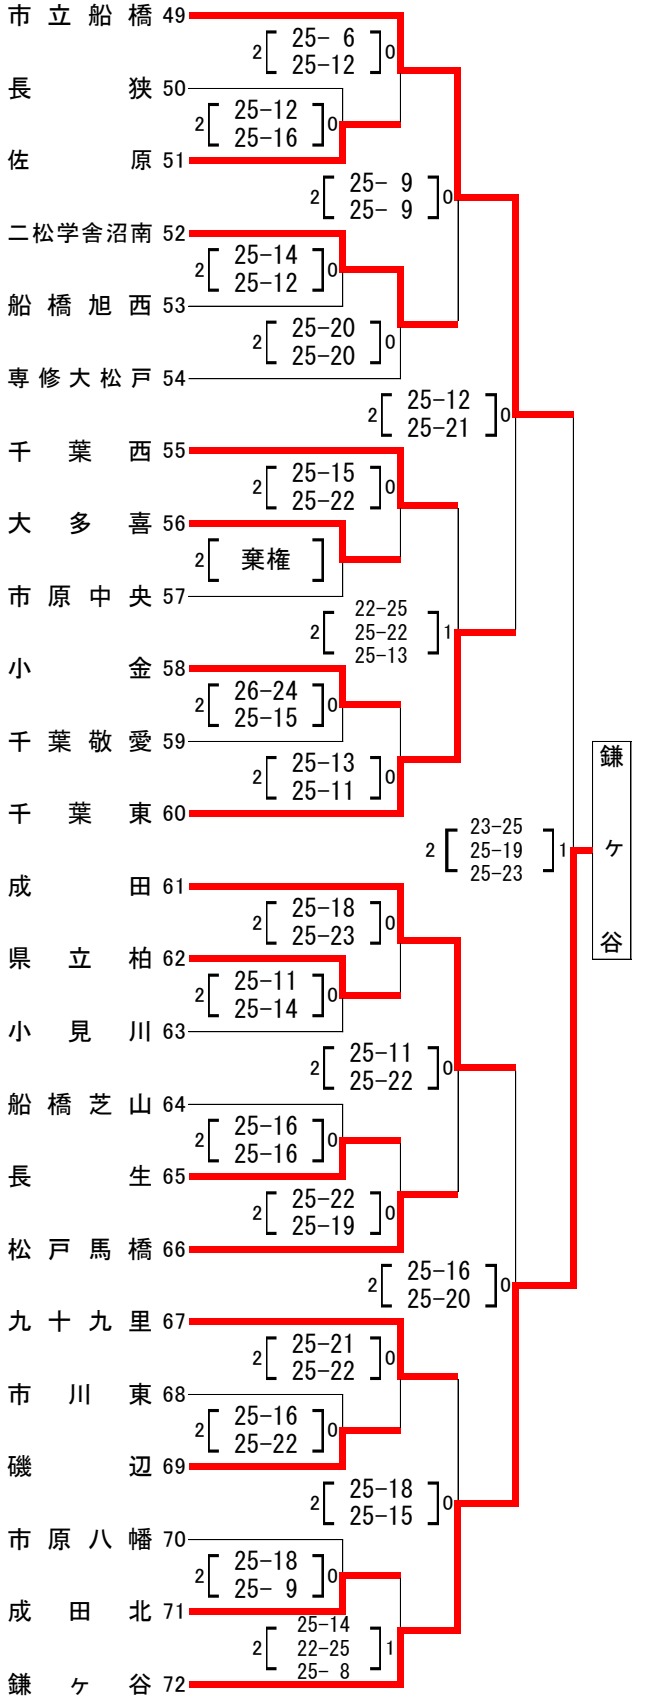 市立船橋 49
2 25- 6 0
25-12
長狭 50
2 25-12 0
25-16
佐原 51
2 25- 9 0
25- 9
二松学舎沼南 52
2 25-14 0
25-12
船橋旭西 53
2 25-20 0
25-20
専修大松戸 54
2 25-12 0
25-21
千葉西 55
2 25-15 0
25-22
大多喜 56
2 棄権
市原中央 57
2 22-25 1
25-22
25-13
小金 58
2 26-24 0
25-15
千葉敬愛 59
2 25-13 0
25-11
千葉東 60
鎌ヶ谷
2 23-25 1
25-19
25-23
成田 61
2 25-18 0
25-23
県立柏 62
2 25-11 0
25-14
小見川 63
2 25-11 0
25-22
船橋芝山 64
2 25-16 0
25-16
長生 65
2 25-22 0
25-19
松戸馬橋 66
2 25-16 0
25-20
九十九里 67
2 25-21 0
25-22
市川東 68
2 25-16 0
25-22
磯辺 69
2 25-18 0
25-15
市原八幡 70
2 25-18 0
25- 9
成田北 71
2 25-14 1
22-25
25- 8
鎌ヶ谷 72